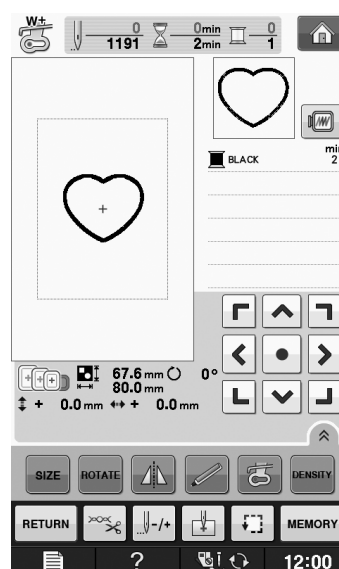 W+
0 0min 0
1191 2min 1
BLACK min
2
67.6 mm 0°
80.0 mm
+ 0.0 mm + 0.0 mm
SIZE ROTATE DENSITY
RETURN -/+ MEMORY
? i 12:00